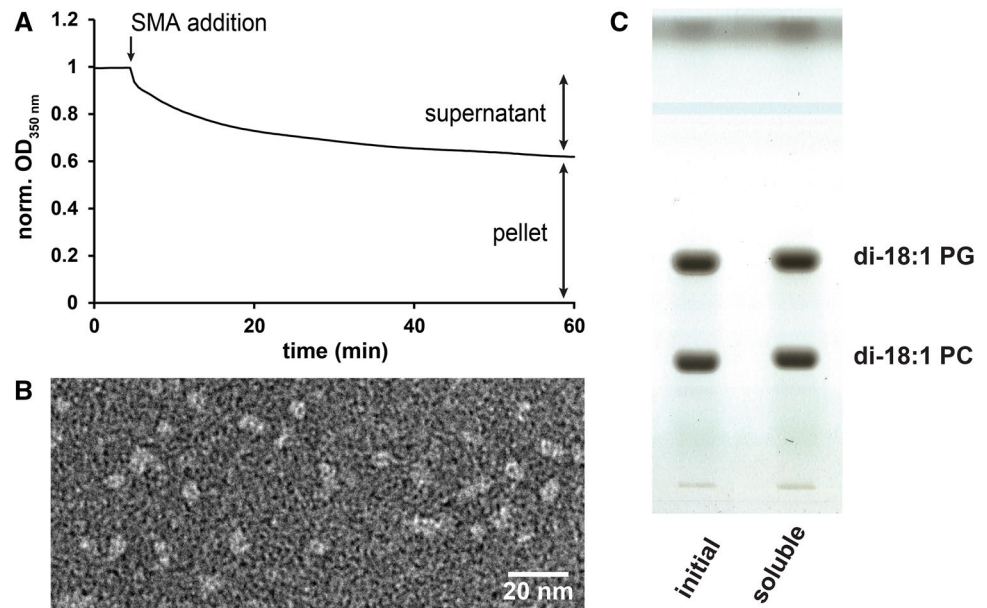 A
SMA addition
1.2
1
0.8
0.6
0.4
0.2
0
norm. OD350 nm
supernatant
pellet
0
20
40
60
time (min)
B
20 nm
C
di-18:1 PG
di-18:1 PC
initial
soluble